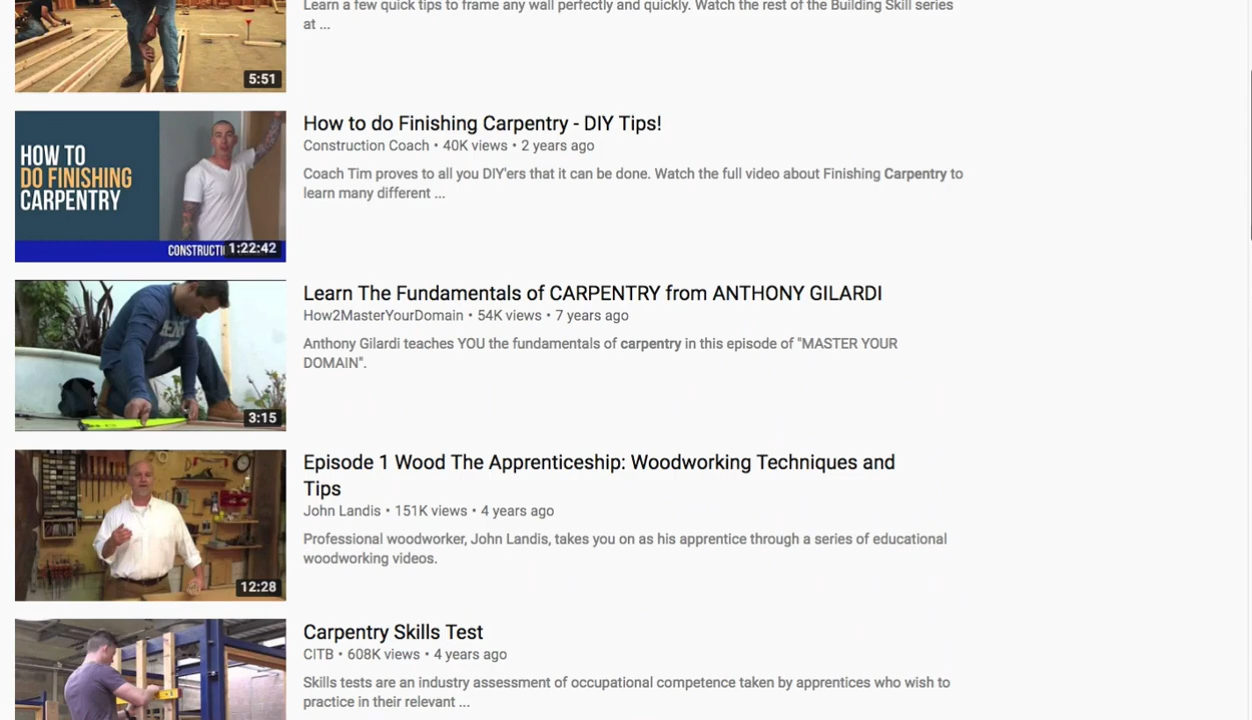 Learn a few quick tips to frame any wall perfectly and quickly. Watch the rest of the Building Skill series
at ...
5:51
HOW TO
DO FINISHING
CARPENTRY
CONSTRUCTI
1:22:42
How to do Finishing Carpentry - DIY Tips!
Construction Coach • 40K views • 2 years ago
Coach Tim proves to all you DIY'ers that it can be done. Watch the full video about Finishing Carpentry to
learn many different ...
3:15
Learn The Fundamentals of CARPENTRY from ANTHONY GILARDI
How2MasterYourDomain • 54K views • 7 years ago
Anthony Gilardi teaches YOU the fundamentals of carpentry in this episode of "MASTER YOUR
DOMAIN".
12:28
Episode 1 Wood The Apprenticeship: Woodworking Techniques and
Tips
John Landis • 151K views • 4 years ago
Professional woodworker, John Landis, takes you on as his apprentice through a series of educational
woodworking videos.
Carpentry Skills Test
CITB • 608K views • 4 years ago
Skills tests are an industry assessment of occupational competence taken by apprentices who wish to
practice in their relevant ...